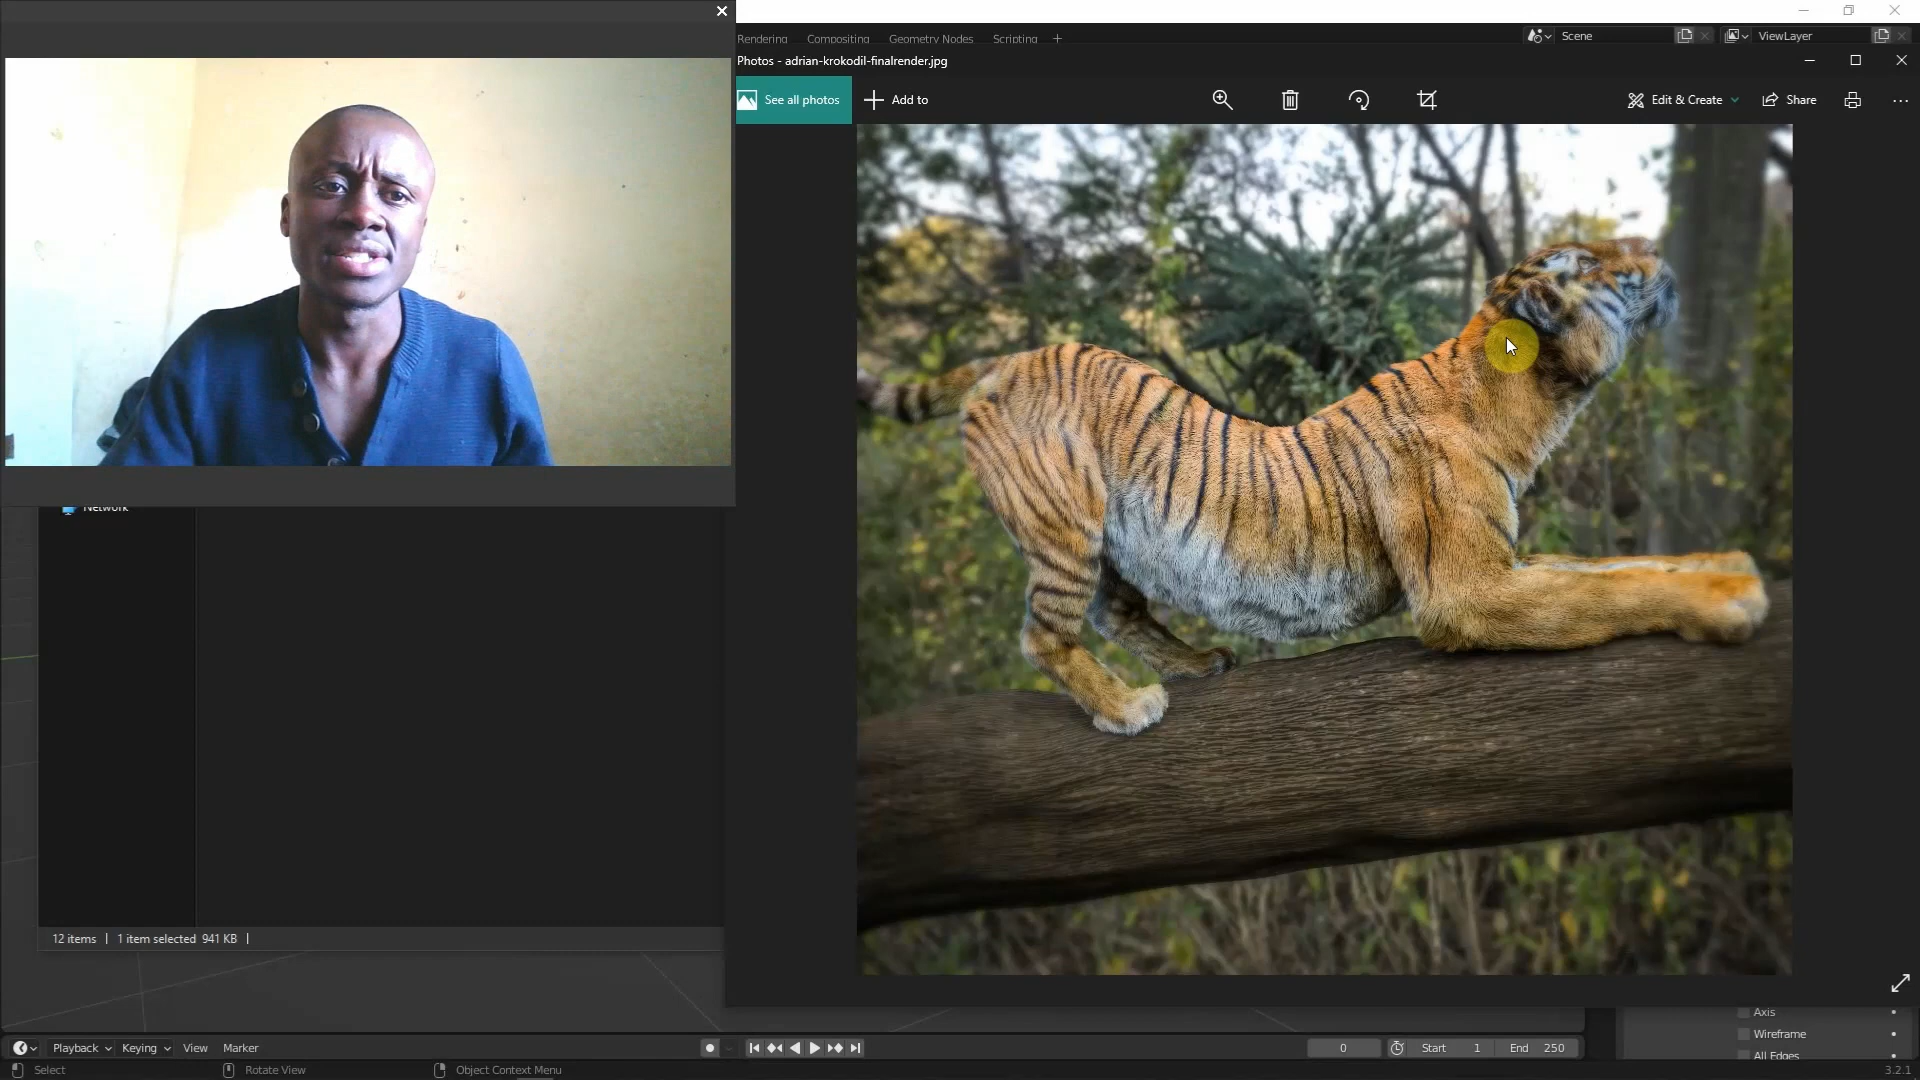 Rendering Compositing Geometry Nodes Scripting
Scene
ViewLayer
Photos - adrian-krokodil-finalrender.jpg
See all photos
Add to
Edit & Create
Share
Network
12 items
1 item selected 941 KB
Axis
Wireframe
All Edges
Playback
Keying
View
Marker
0
Start 1
End 250
Select
Rotate View
Object Context Menu
3.2.1